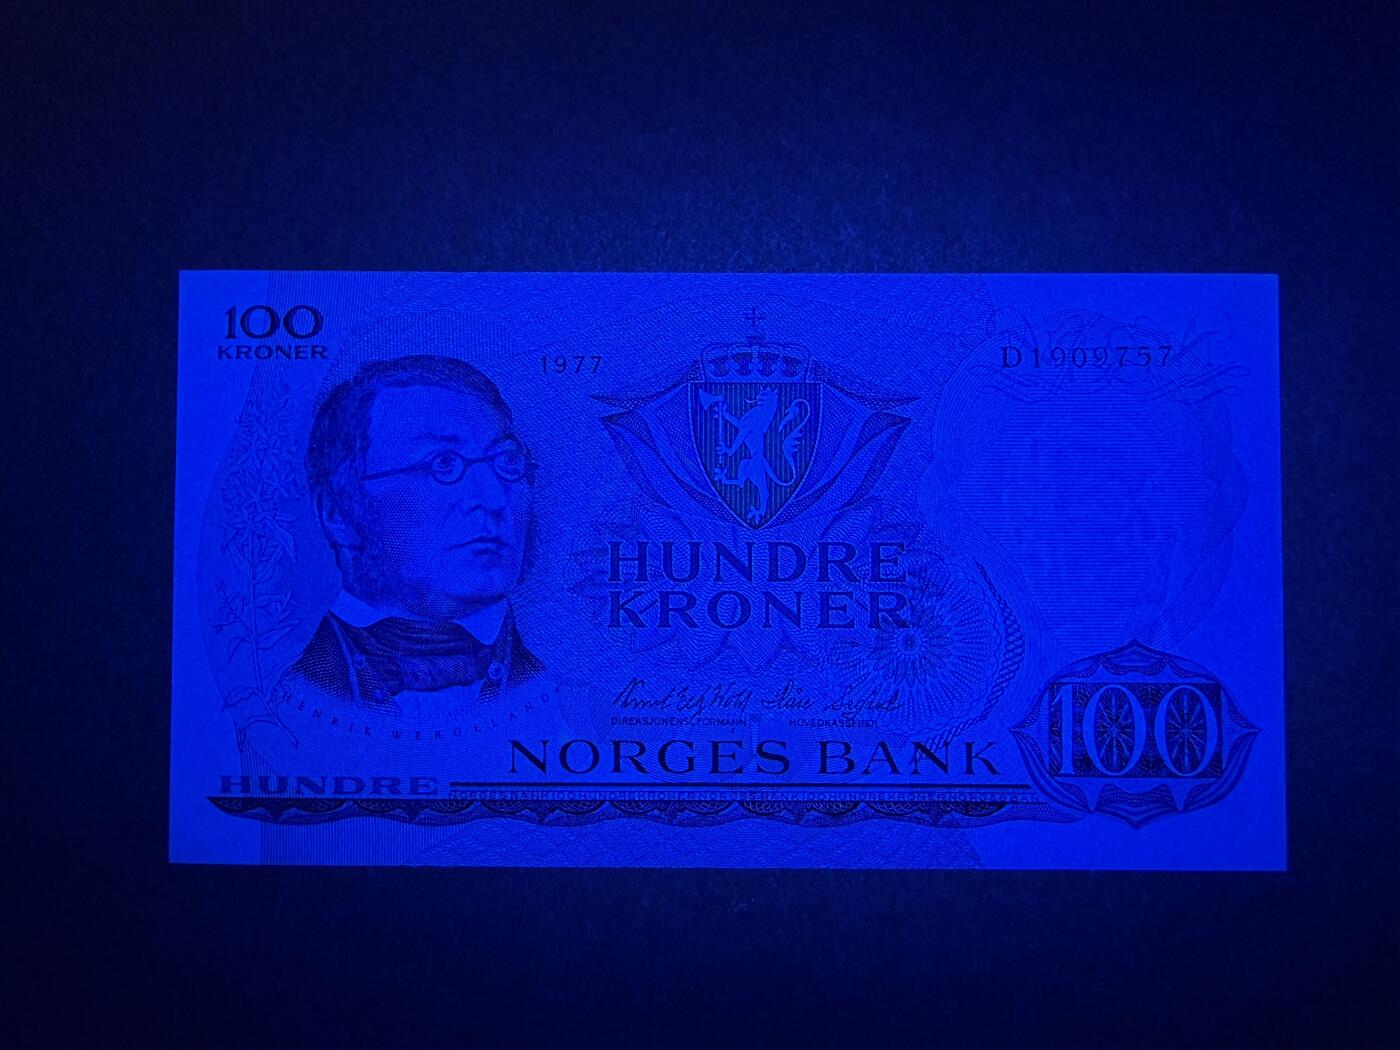 100
KRONER
1977
D1909757
HUNDRE
KRONER
HENRIK WERGELAND
DIREKSJONENS FORMANN
HOVEDKASSERER
NORGES BANK
HUNDRE
100